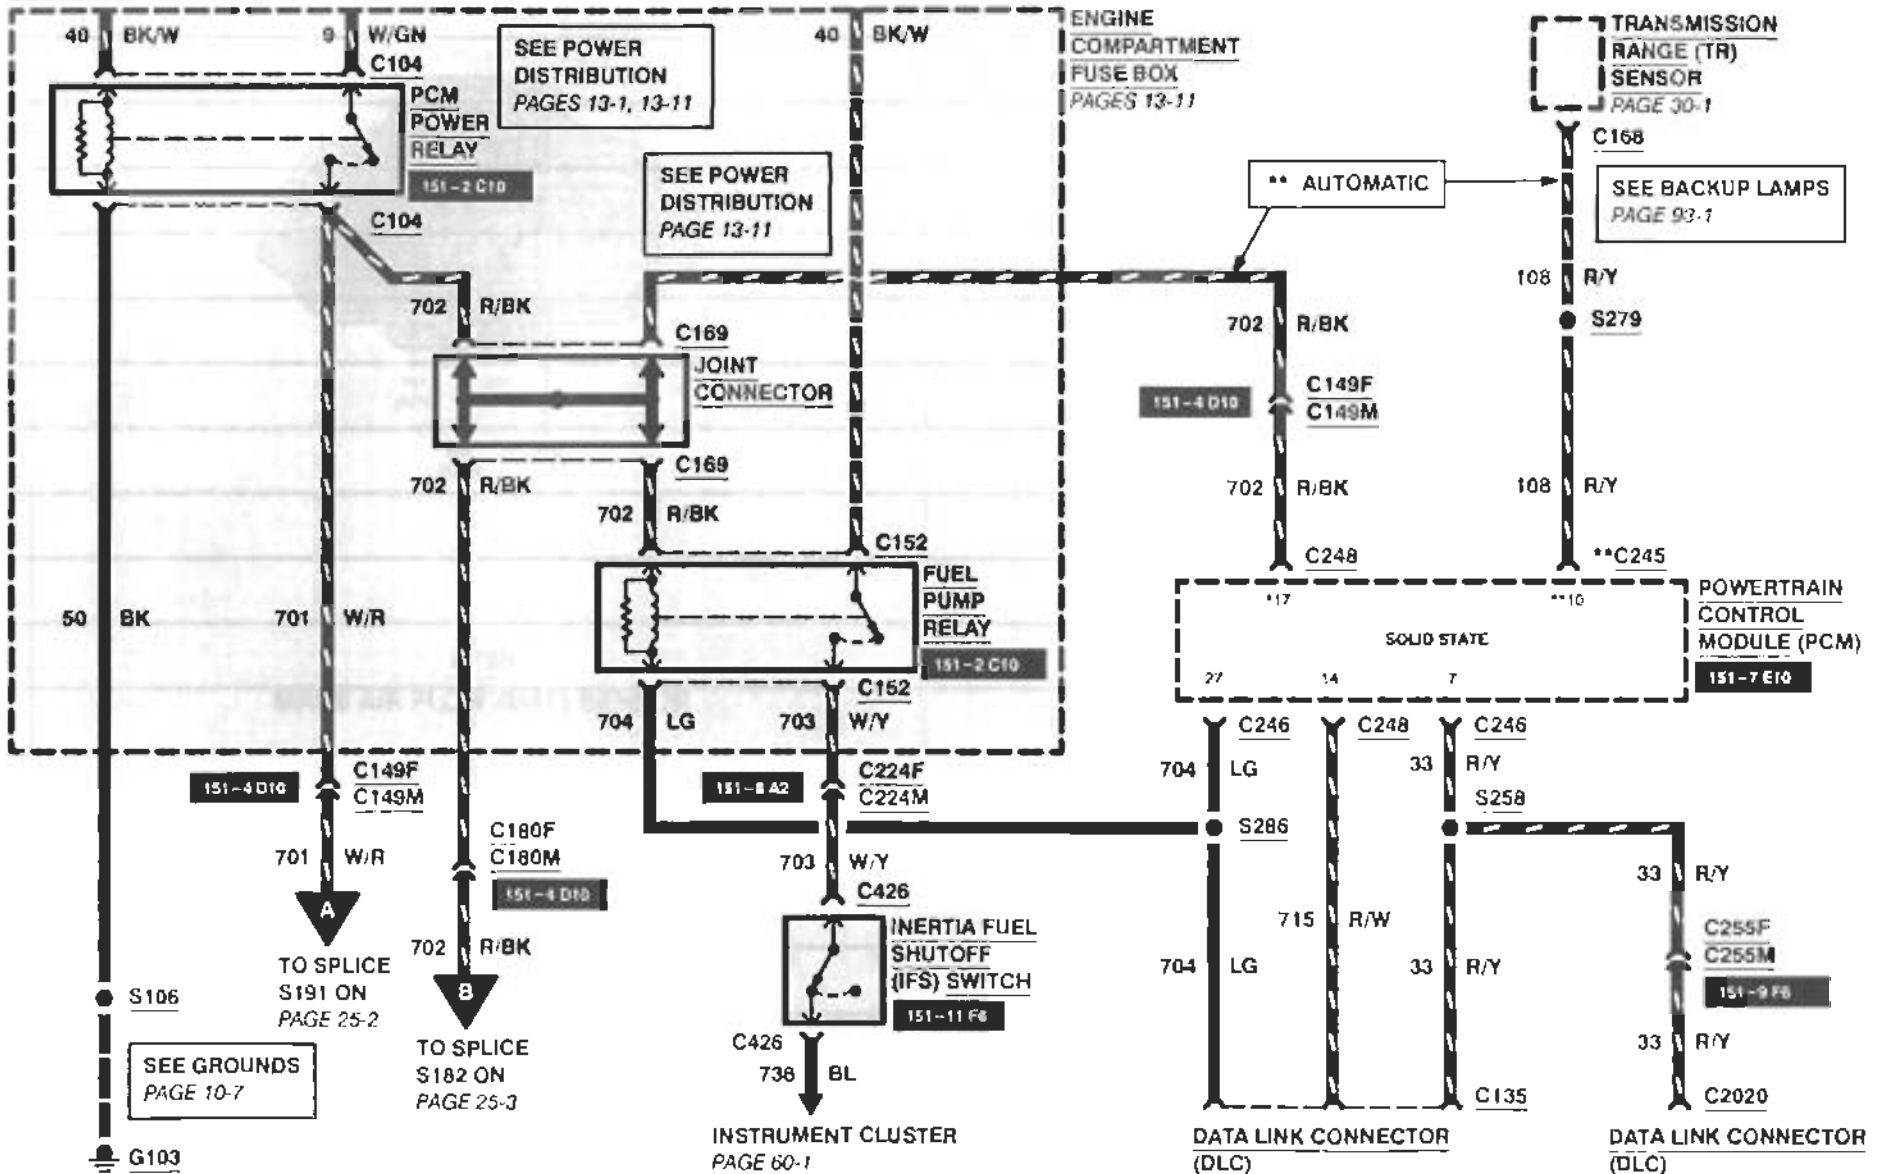 40 BK/W
9 W/GN
C104
PCM
POWER
RELAY
151-2 C10
C104
SEE POWER
DISTRIBUTION
PAGES 13-1, 13-11
40 BK/W
ENGINE
COMPARTMENT
FUSE BOX
PAGES 13-11
SEE POWER
DISTRIBUTION
PAGE 13-11
** AUTOMATIC
TRANSMISSION
RANGE (TR)
SENSOR
PAGE 30-1
C168
SEE BACKUP LAMPS
PAGE 93-1
108 R/Y
S279
108 R/Y
**C245
702 R/BK
C169
JOINT
CONNECTOR
C169
702 R/BK
702 R/BK
702 R/BK
151-4 D10
C149F
C149M
702 R/BK
C248
C152
FUEL
PUMP
RELAY
151-2 C10
C152
50 BK
701 W/R
704 LG
703 W/Y
*17
**10
SOLID STATE
27
14
7
POWERTRAIN
CONTROL
MODULE (PCM)
151-7 E10
C246
C248
C246
704 LG
33 R/Y
S258
S286
151-4 D10
C149F
C149M
701 W/R
A
TO SPLICE
S191 ON
PAGE 25-2
C180F
C180M
151-4 D10
702 R/BK
B
TO SPLICE
S182 ON
PAGE 25-3
151-8 A2
C224F
C224M
703 W/Y
C426
INERTIA FUEL
SHUTOFF
(IFS) SWITCH
151-11 F6
C426
738 BL
INSTRUMENT CLUSTER
PAGE 60-1
715 R/W
704 LG
33 R/Y
33 R/Y
C255F
C255M
151-9 F6
33 R/Y
C135
DATA LINK CONNECTOR
(DLC)
C2020
DATA LINK CONNECTOR
(DLC)
S106
SEE GROUNDS
PAGE 10-7
G103